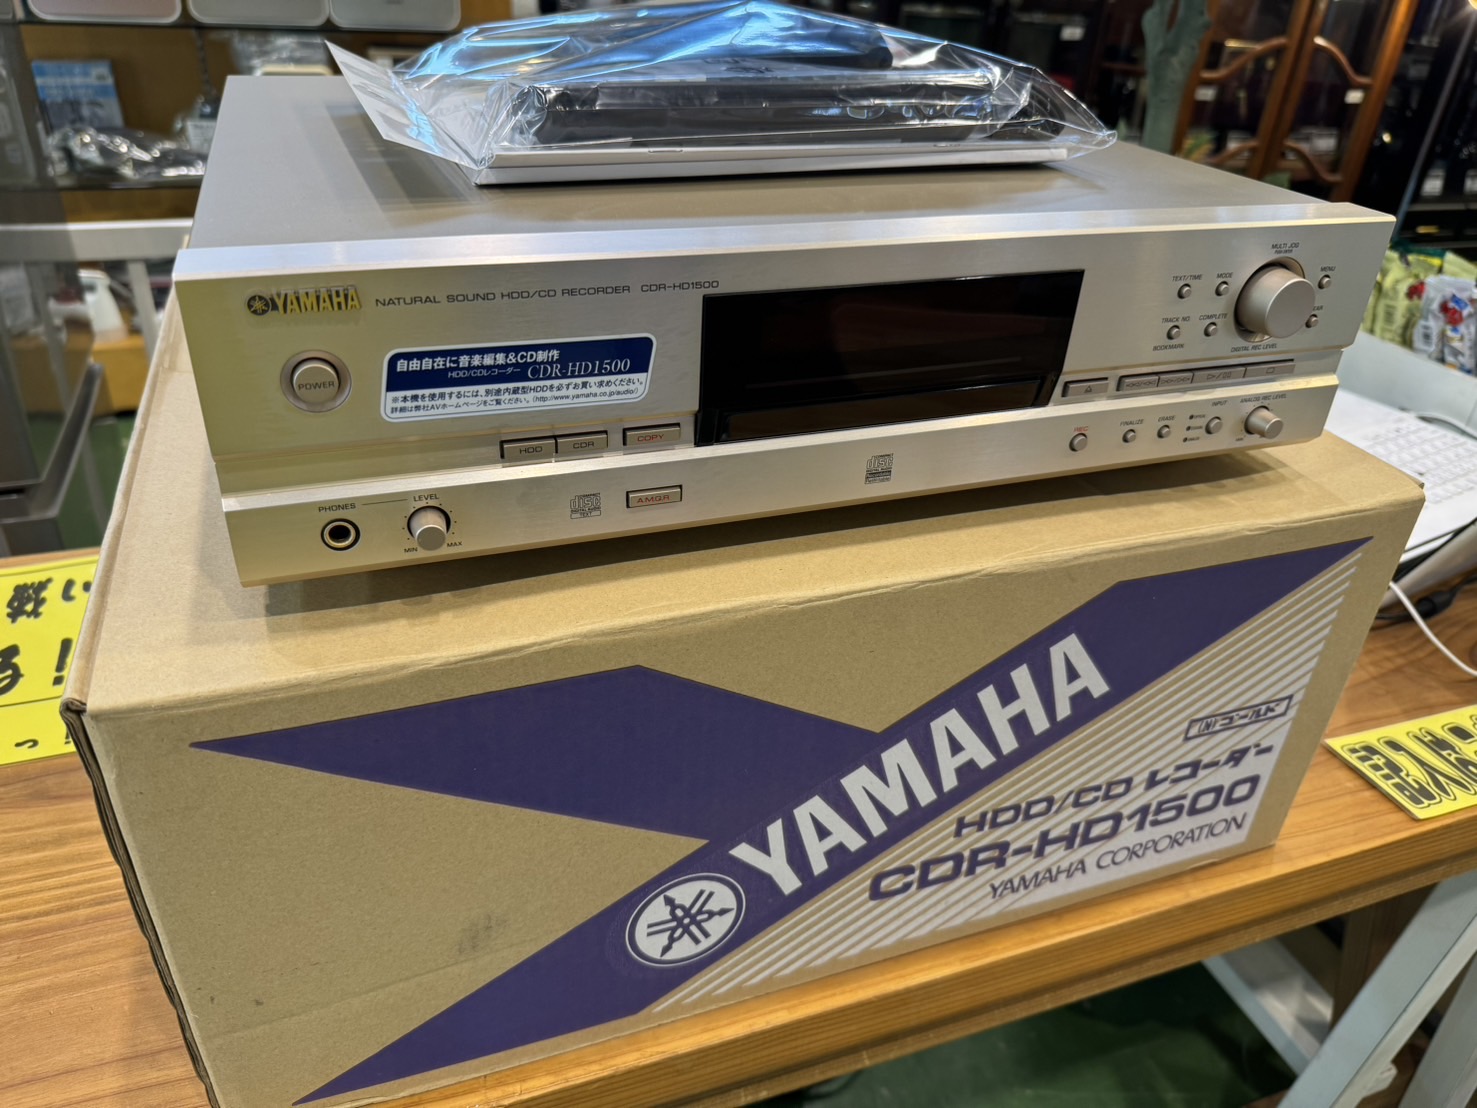 YAMAHA NATURAL SOUND HDD/CD RECORDER CDR-HD1500
MULTI JOG
TEXT/TIME MODE MENU
TRACK NO. COMPLETE
BOOKMARK
DIGITAL REC LEVEL
POWER
自由自在に音楽編集&CD制作
HDD/CDレコーダー CDR-HD1500
※本機を使用するには、別途内蔵型HDDを必ずお買い求めください。
詳細は弊社AVホームページをご覧ください。(http://www.yamaha.co.jp/audio/)
HDD CDR COPY
REC FINALIZE ERASE INPUT ANALOG REC LEVEL
PHONES LEVEL
MIN MAX
disc
DIGITAL AUDIO
TEXT
A.M.Q.R.
disc
YAMAHA
(N)ゴールド
HDD/CD レコーダー
CDR-HD1500
YAMAHA CORPORATION